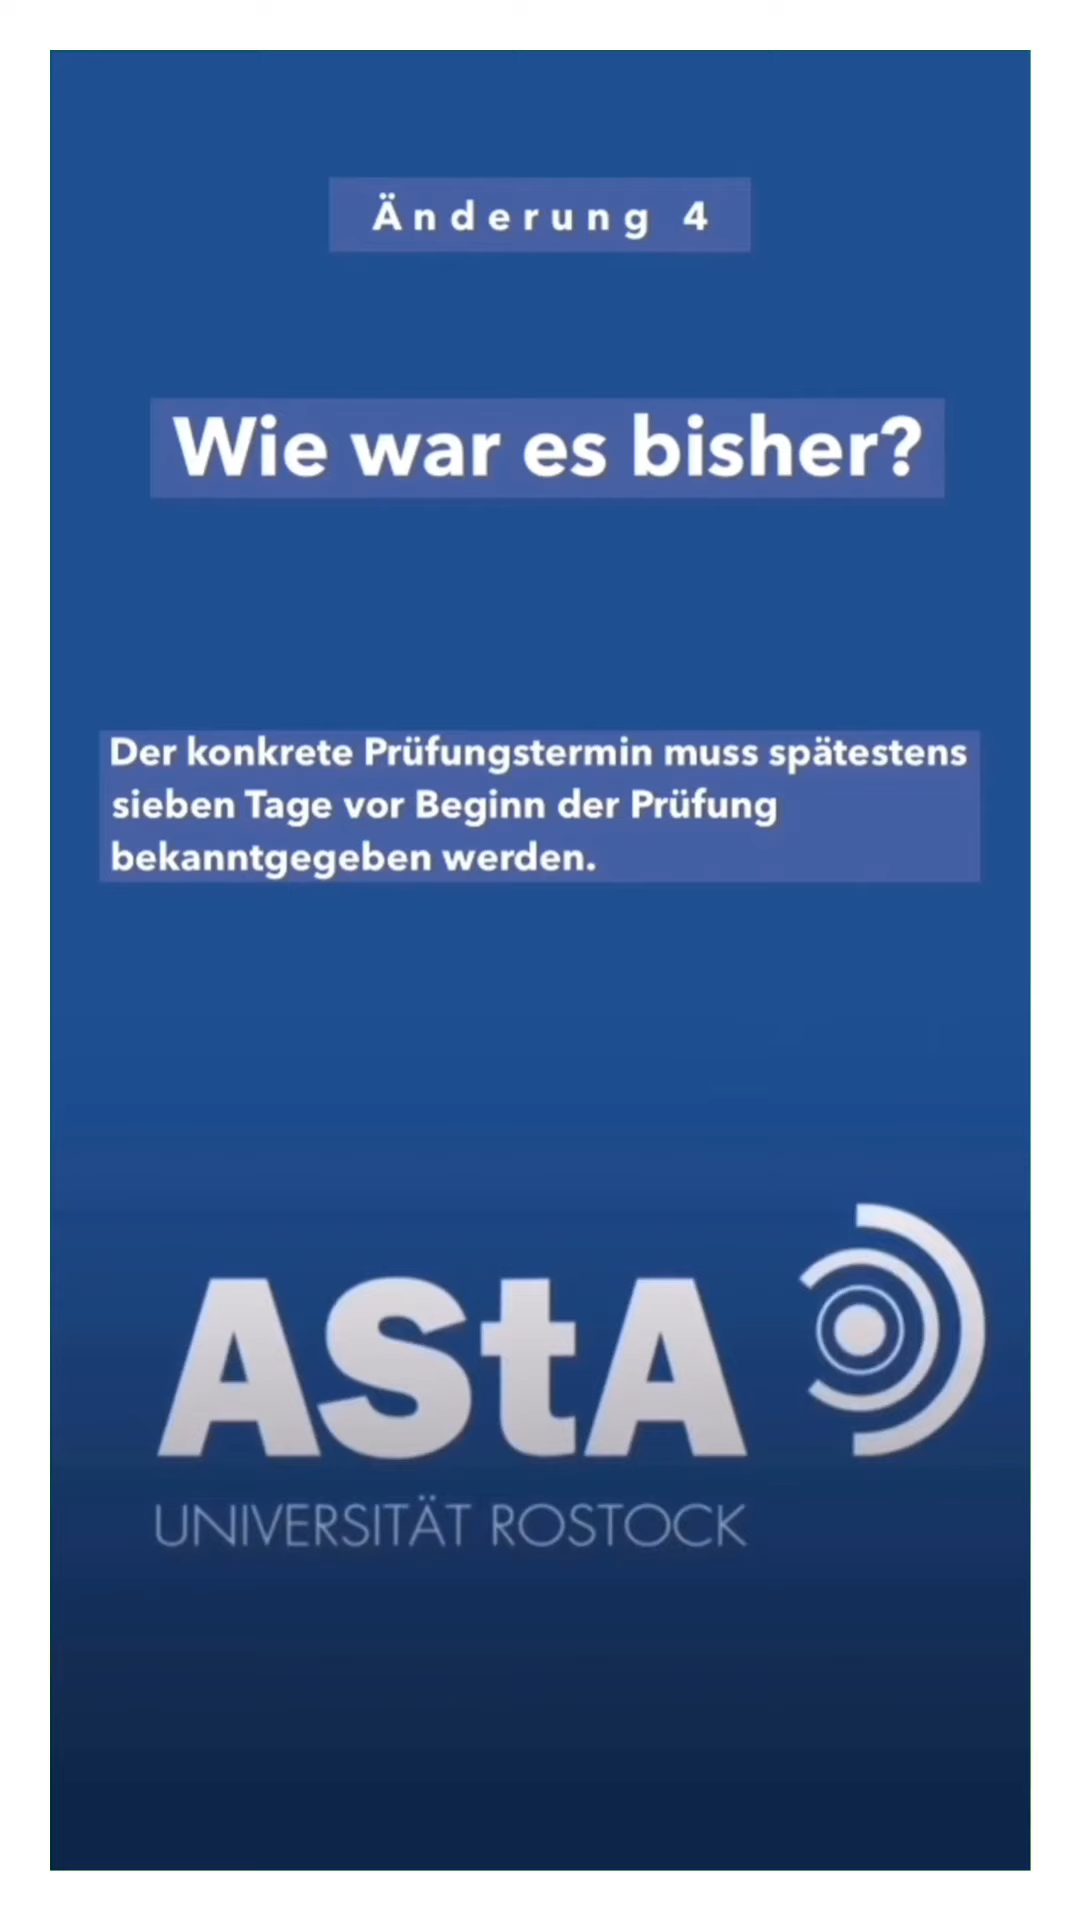 Änderung 4
Wie war es bisher?
Der konkrete Prüfungstermin muss spätestens
sieben Tage vor Beginn der Prüfung
bekanntgegeben werden.
AStA
UNIVERSITÄT ROSTOCK